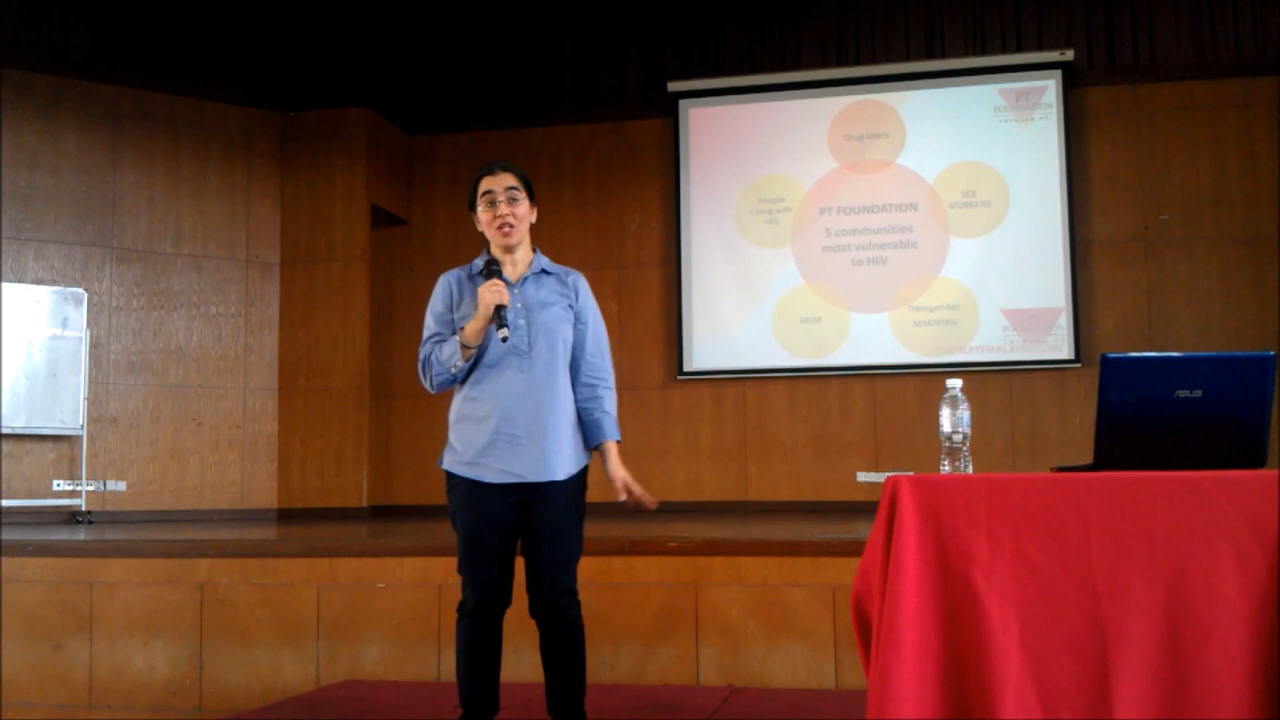 PT
FOUNDATION
Drug Users
People
Living with
HIV
SEX
WORKERS
PT FOUNDATION
5 communities
most vulnerable
to HIV
MSM
Transgender
ASUS